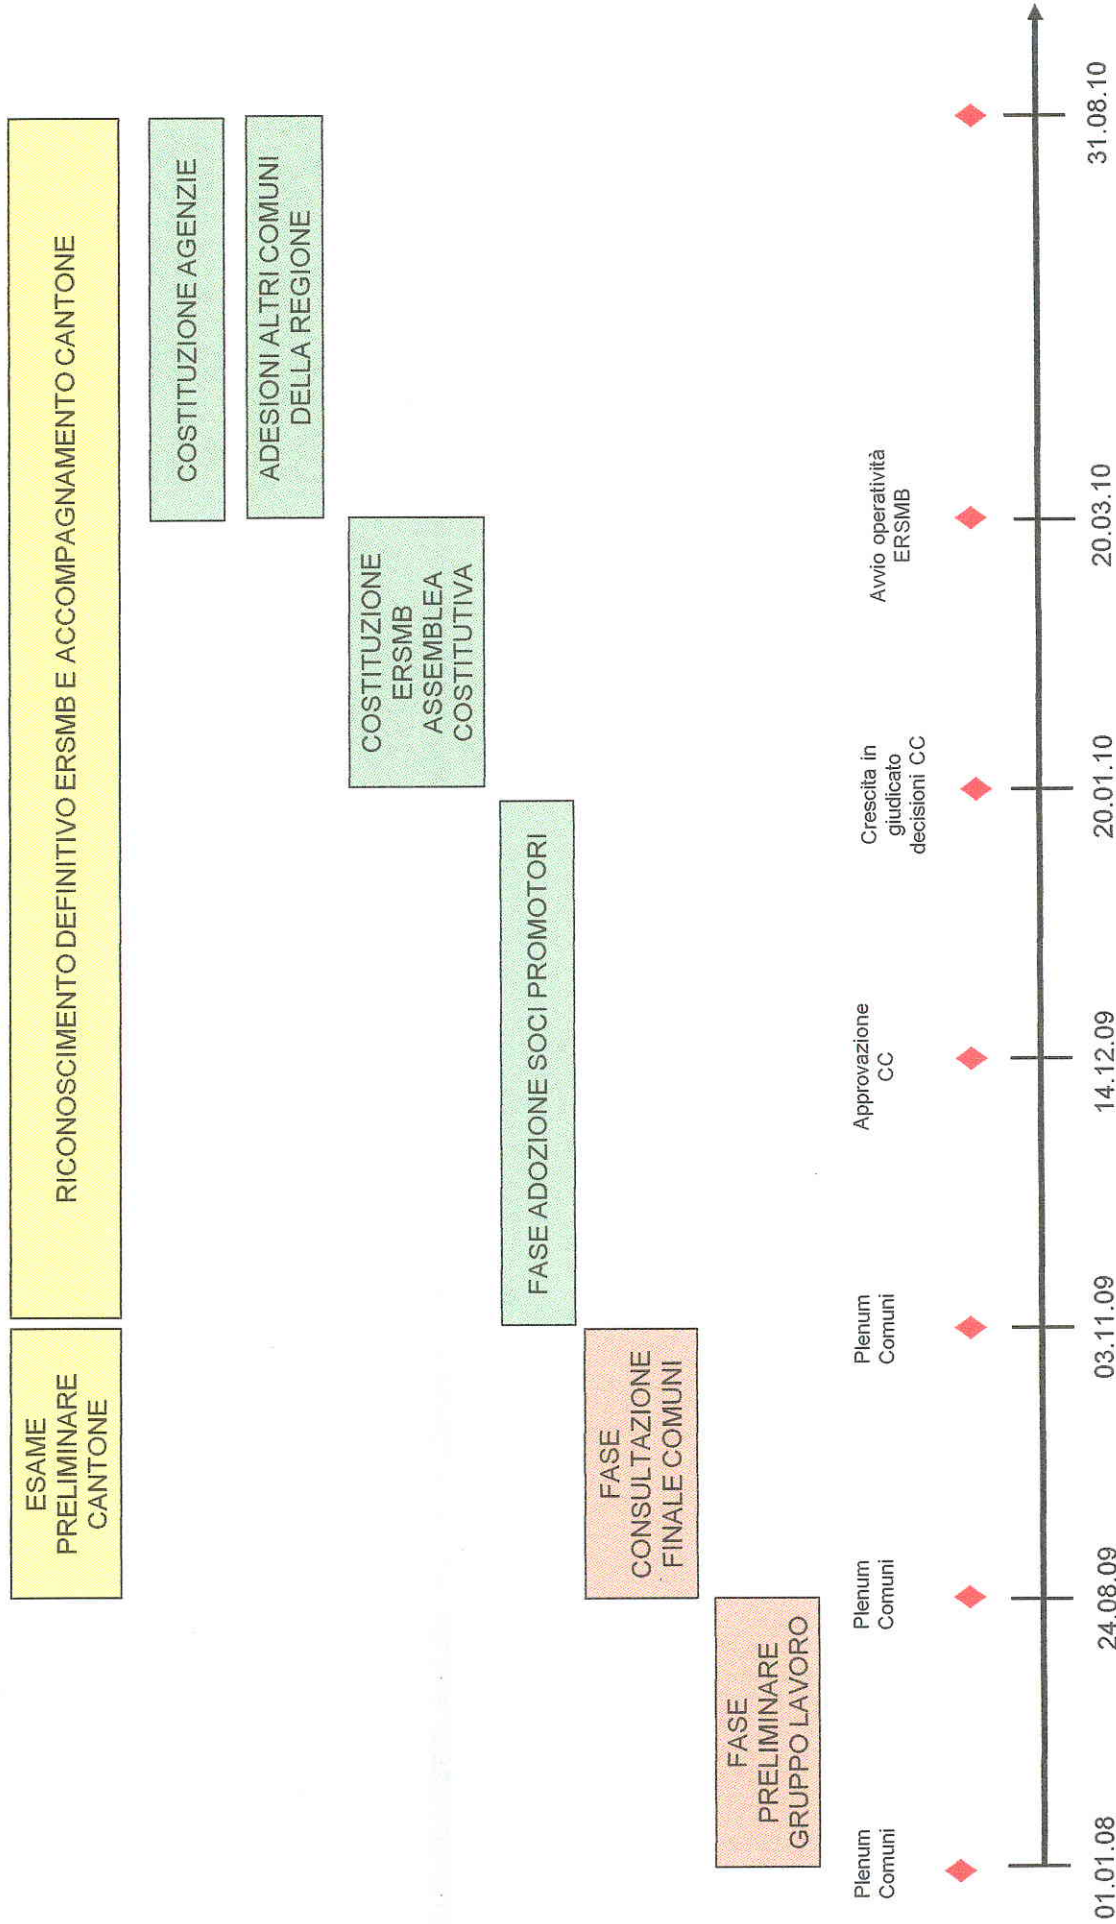 ESAME
PRELIMINARE
CANTONE
RICONOSCIMENTO DEFINITIVO ERSMB E ACCOMPAGNAMENTO CANTONE
COSTITUZIONE AGENZIE
ADESIONI ALTRI COMUNI
DELLA REGIONE
COSTITUZIONE
ERSMB
ASSEMBLEA
COSTITUTIVA
FASE ADOZIONE SOCI PROMOTORI
FASE
CONSULTAZIONE
FINALE COMUNI
FASE
PRELIMINARE
GRUPPO LAVORO
Plenum
Comuni
Plenum
Comuni
Plenum
Comuni
Approvazione
CC
Crescita in
giudicato
decisioni CC
Avvio operatività
ERSMB
01.01.08
24.08.09
03.11.09
14.12.09
20.01.10
20.03.10
31.08.10